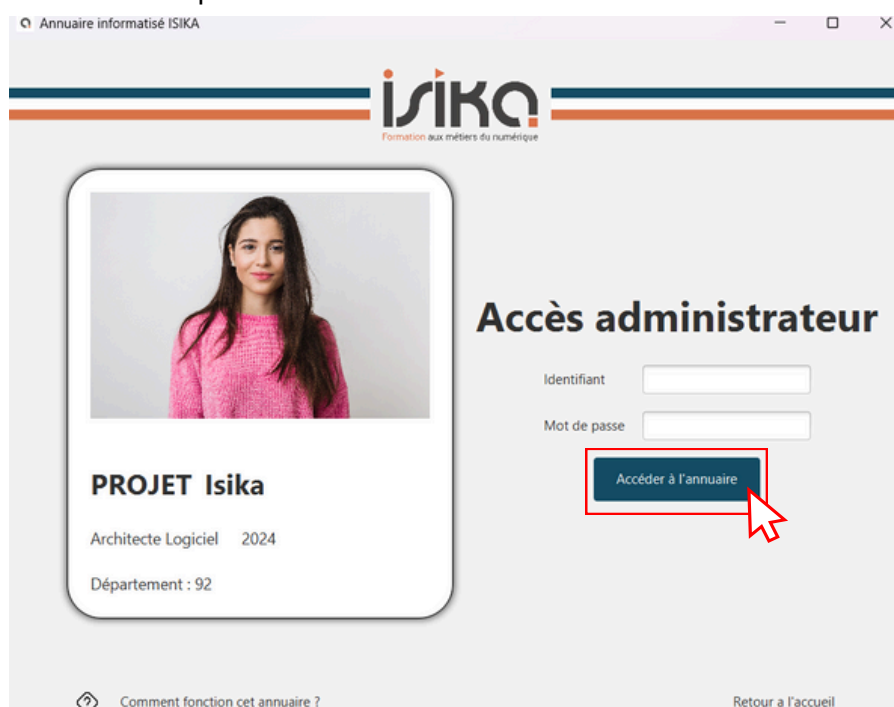 Annuaire informatisé ISIKA
isika
Formation aux métiers du numérique
PROJET Isika
Architecte Logiciel 2024
Département : 92
Accès administrateur
Identifiant
Mot de passe
Accéder à l'annuaire
Comment fonction cet annuaire ?
Retour a l'accueil